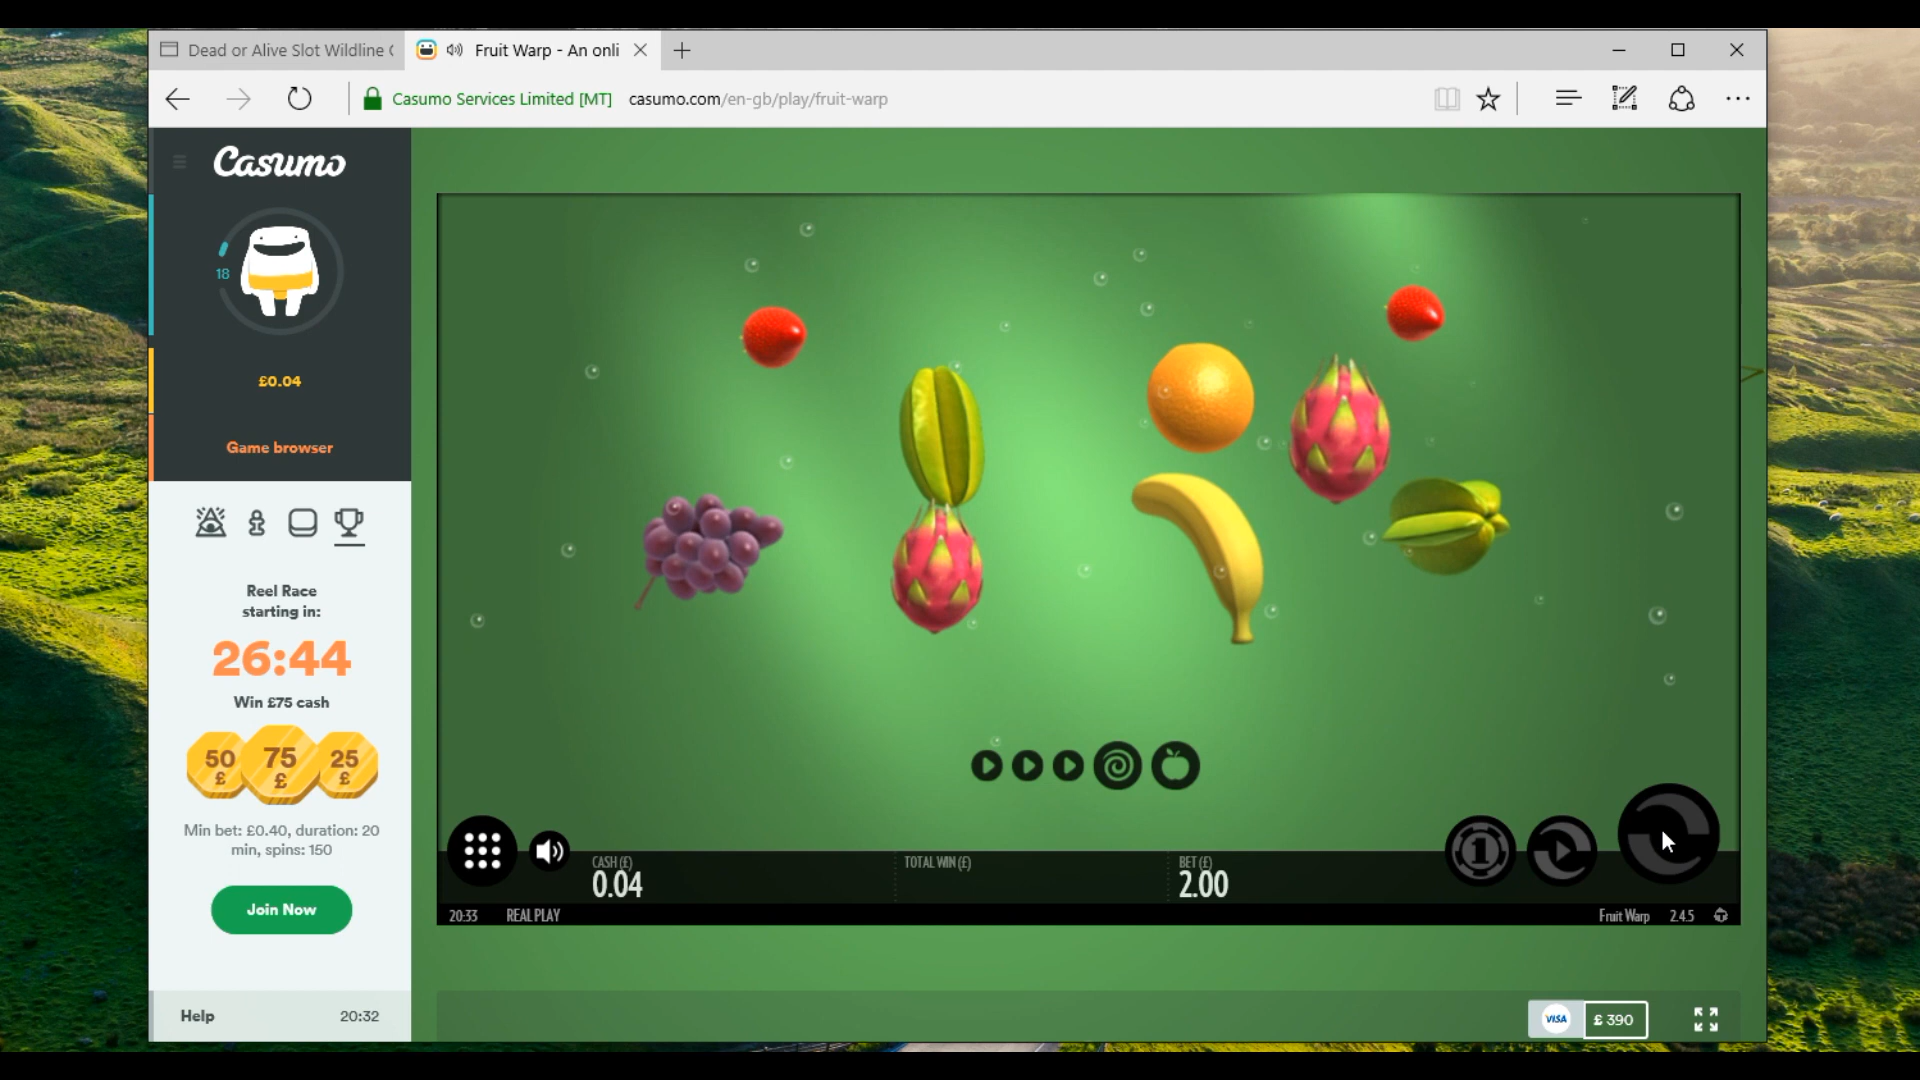 Dead or Alive Slot Wildline
Fruit Warp - An onli
Casumo Services Limited [MT] casumo.com/en-gb/play/fruit-warp
Casumo
18
£0.04
Game browser
Reel Race
starting in:
26:44
Win £75 cash
50 £
75 £
25 £
Min bet: £0.40, duration: 20
min, spins: 150
Join Now
Help 20:32
1
CASH (£) TOTAL WIN (£) BET (£)
0.04 2.00
20:33 REAL PLAY Fruit Warp 2.4.5
VISA £ 390